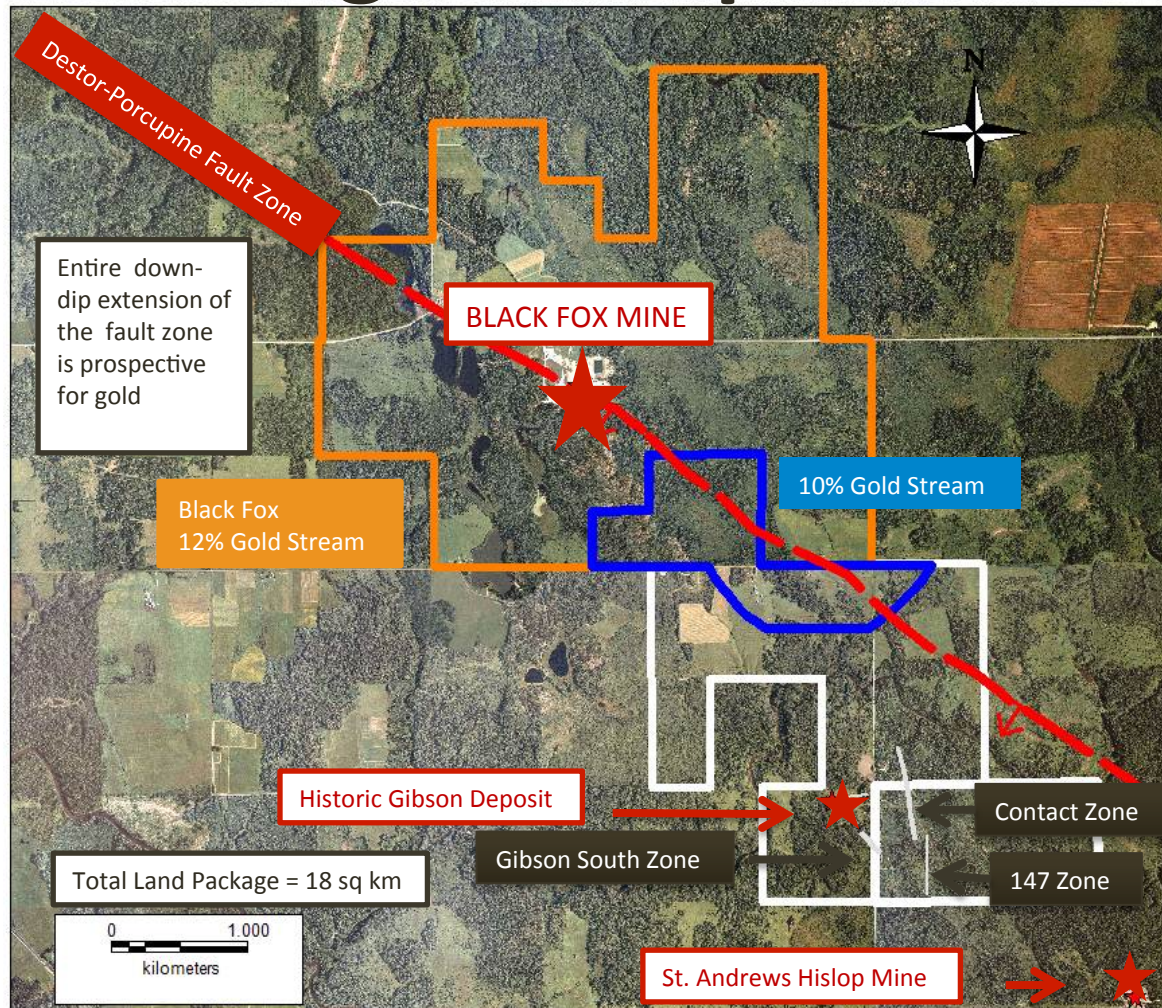 N
Destor-Porcupine Fault Zone
Entire down-
dip extension of
the fault zone
is prospective
for gold
BLACK FOX MINE
10% Gold Stream
Black Fox
12% Gold Stream
Historic Gibson Deposit
Contact Zone
Gibson South Zone
147 Zone
Total Land Package = 18 sq km
0 1.000
kilometers
St. Andrews Hislop Mine